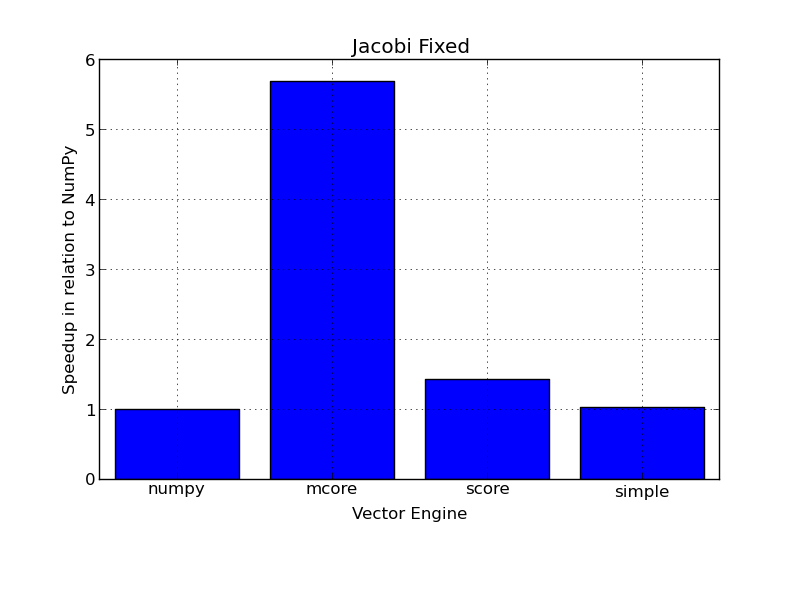 Jacobi Fixed
6
5
4
3
2
1
0
Speedup in relation to NumPy
numpy mcore score simple
Vector Engine